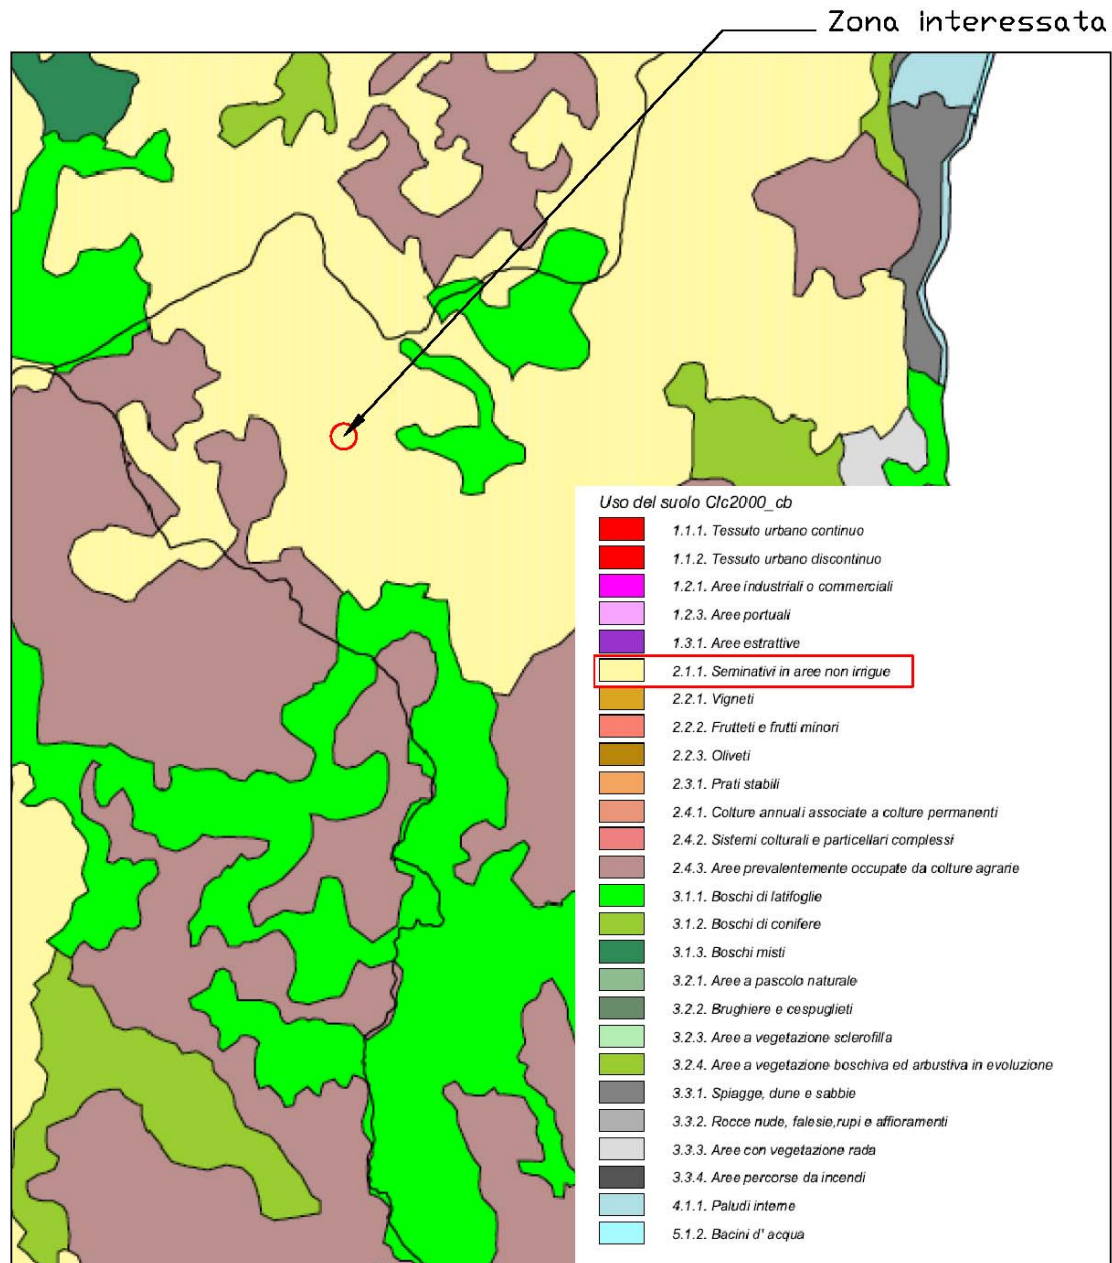 Zona interessata
Uso del suolo Clc2000_cb
1.1.1. Tessuto urbano continuo
1.1.2. Tessuto urbano discontinuo
1.2.1. Aree industriali o commerciali
1.2.3. Aree portuali
1.3.1. Aree estrattive
2.1.1. Seminativi in aree non irrigue
2.2.1. Vigneti
2.2.2. Frutteti e frutti minori
2.2.3. Oliveti
2.3.1. Prati stabili
2.4.1. Colture annuali associate a colture permanenti
2.4.2. Sistemi colturali e particellari complessi
2.4.3. Aree prevalentemente occupate da colture agrarie
3.1.1. Boschi di latifoglie
3.1.2. Boschi di conifere
3.1.3. Boschi misti
3.2.1. Aree a pascolo naturale
3.2.2. Brughiere e cespuglieti
3.2.3. Aree a vegetazione sclerofilla
3.2.4. Aree a vegetazione boschiva ed arbustiva in evoluzione
3.3.1. Spiagge, dune e sabbie
3.3.2. Rocce nude, falesie,rupi e affioramenti
3.3.3. Aree con vegetazione rada
3.3.4. Aree percorse da incendi
4.1.1. Paludi interne
5.1.2. Bacini d' acqua